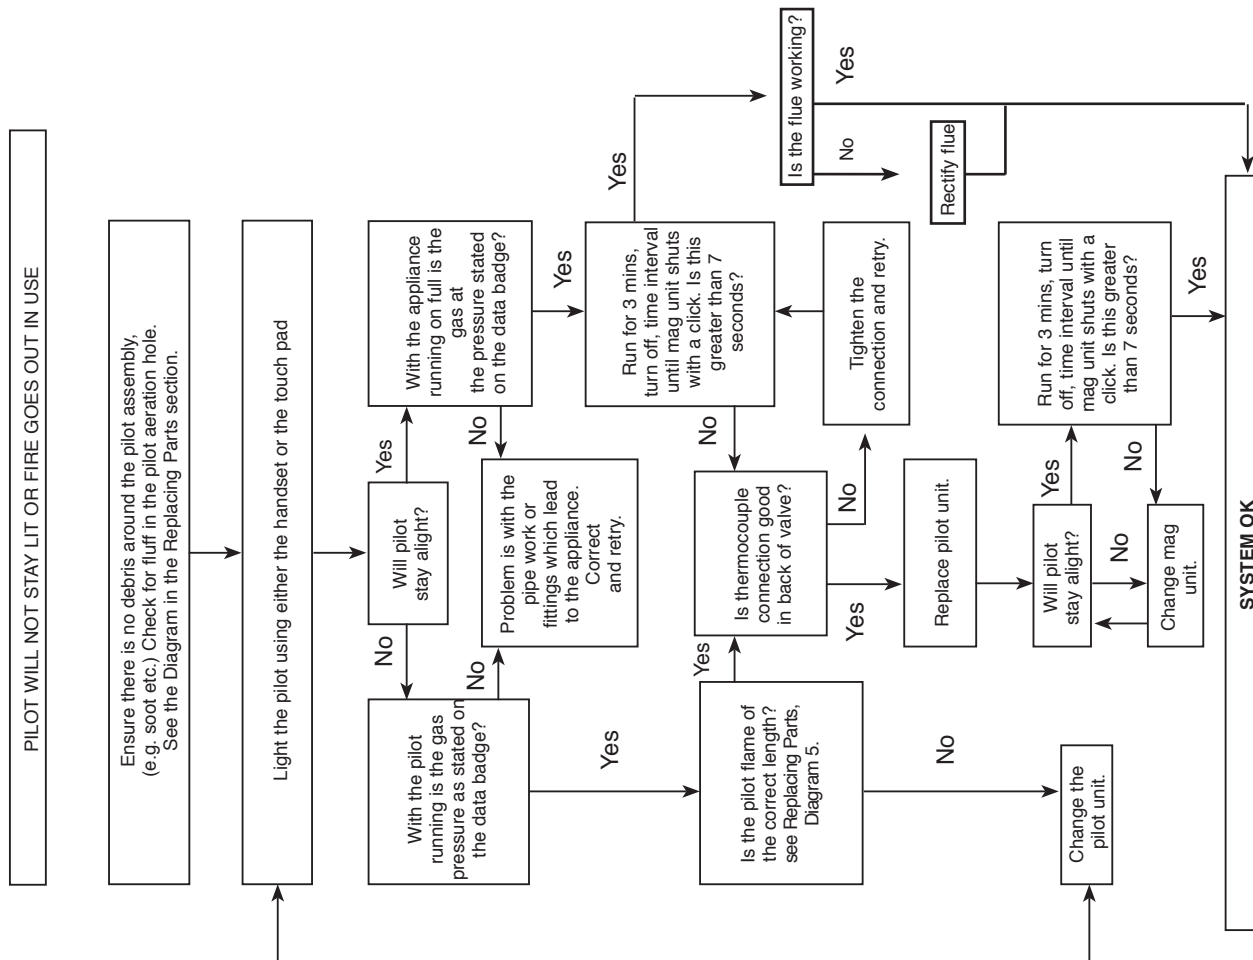 PILOT WILL NOT STAY LIT OR FIRE GOES OUT IN USE
Ensure there is no debris around the pilot assembly,
(e.g. soot etc.) Check for fluff in the pilot aeration hole.
See the Diagram in the Replacing Parts section.
Light the pilot using either the handset or the touch pad
Will pilot
stay alight?
No
Yes
With the pilot
running is the gas
pressure as stated on
the data badge?
With the appliance
running on full is the
gas at
the pressure stated
on the data badge?
No
No
Problem is with the
pipe work or
fittings which lead
to the appliance.
Correct
and retry.
Yes
Yes
Is the pilot flame of
the correct length?
see Replacing Parts,
Diagram 5.
Yes
Is thermocouple
connection good
in back of valve?
No
Run for 3 mins,
turn off, time interval
until mag unit shuts
with a click. Is this
greater than 7
seconds?
Yes
Is the flue working?
No
Yes
Rectify flue
No
Tighten the
connection and retry.
Yes
Replace pilot unit.
No
Change the
pilot unit.
Will pilot
stay alight?
Yes
No
Change mag
unit.
Run for 3 mins, turn
off, time interval until
mag unit shuts with a
click. Is this greater
than 7 seconds?
No
Yes
SYSTEM OK